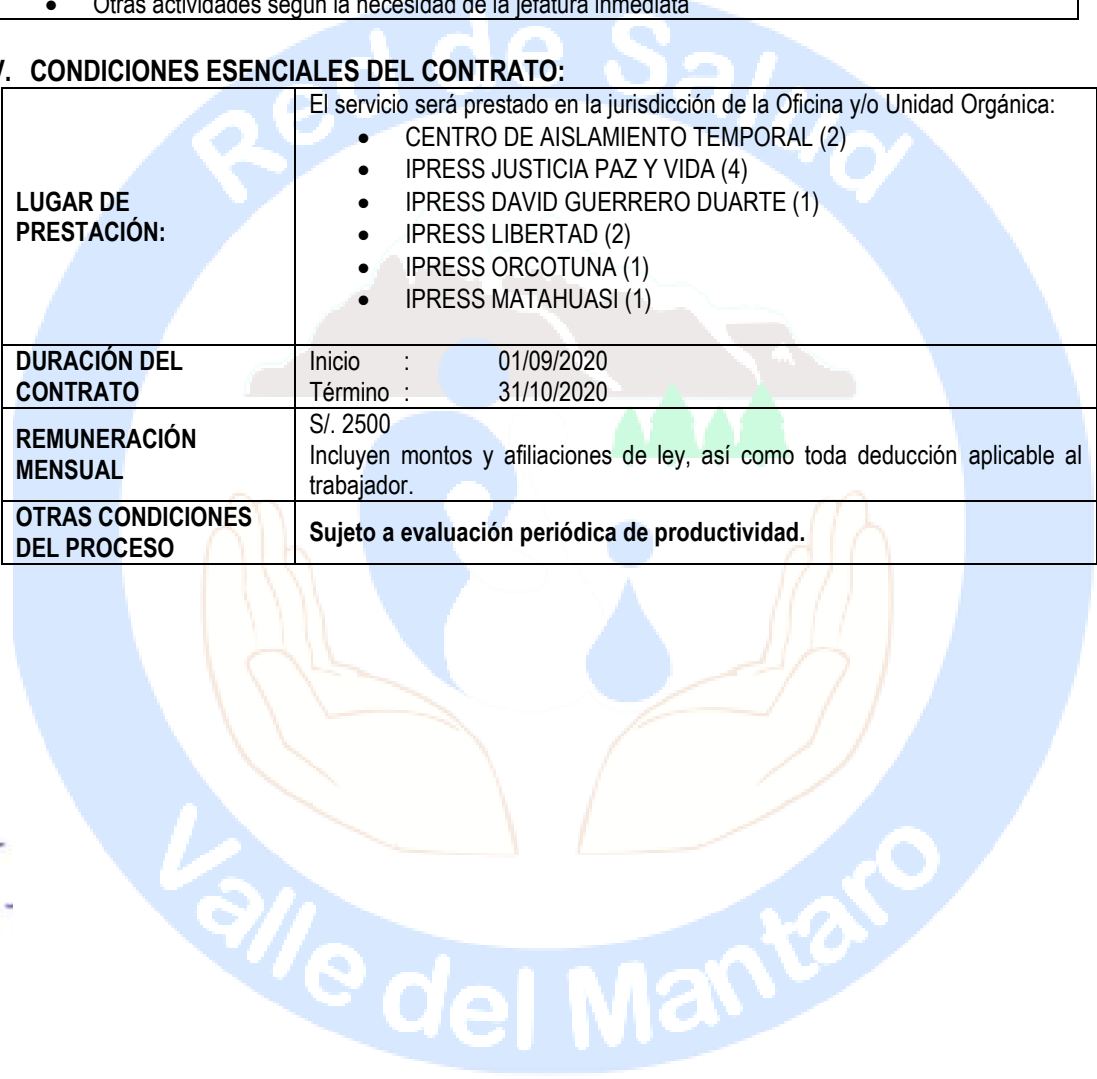 • Otras actividades según la necesidad de la jefatura inmediata
V. CONDICIONES ESENCIALES DEL CONTRATO:
LUGAR DE
PRESTACIÓN:
El servicio será prestado en la jurisdicción de la Oficina y/o Unidad Orgánica:
• CENTRO DE AISLAMIENTO TEMPORAL (2)
• IPRESS JUSTICIA PAZ Y VIDA (4)
• IPRESS DAVID GUERRERO DUARTE (1)
• IPRESS LIBERTAD (2)
• IPRESS ORCOTUNA (1)
• IPRESS MATAHUASI (1)
DURACIÓN DEL
CONTRATO
Inicio : 01/09/2020
Término : 31/10/2020
REMUNERACIÓN
MENSUAL
S/. 2500
Incluyen montos y afiliaciones de ley, así como toda deducción aplicable al
trabajador.
OTRAS CONDICIONES
DEL PROCESO
Sujeto a evaluación periódica de productividad.
Red de Salud
Valle del Mantaro